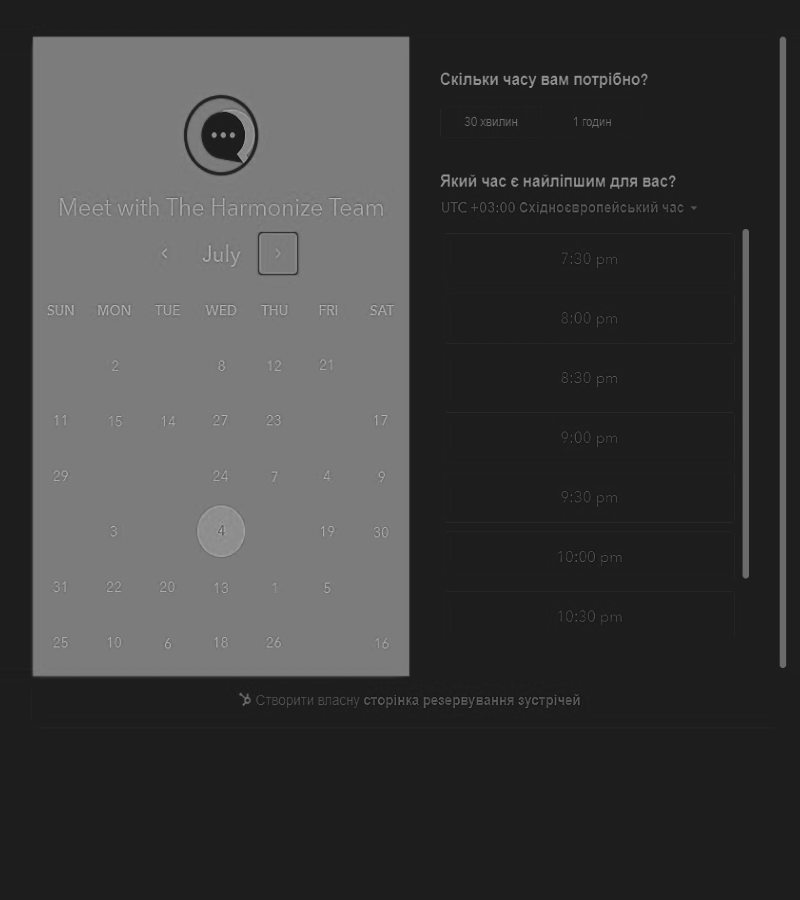 Meet with The Harmonize Team
July
SUN MON TUE WED THU FRI SAT
2 8 12 21
11 15 14 27 23 17
29 24 7 4 9
3 4 19 30
31 22 20 13 1 5
25 10 6 18 26 16
Скільки часу вам потрібно?
30 хвилин 1 годин
Який час є найліпшим для вас?
UTC +03:00 Східноєвропейський час
7:30 pm
8:00 pm
8:30 pm
9:00 pm
9:30 pm
10:00 pm
10:30 pm
Створити власну сторінка резервування зустрічей